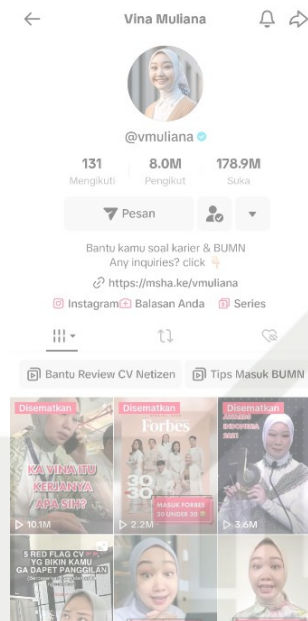 Vina Muliana
@vmuliana
131 8.0M 178.9M
Mengikuti Pengikut Suka
Pesan
Bantu kamu soal karier & BUMN
Any inquiries? click
https://msha.ke/vmuliana
Instagram Balasan Anda Series
Bantu Review CV Netizen Tips Masuk BUMN
Disematkan Disematkan Disematkan
Forbes
INDONESIA
2021
KA VINA ITU
KERJANYA
APA SIH?
30
30
MASUK FORBES
30 UNDER 30
10.1M 2.2M 3.6M
5 RED FLAG CV
YG BIKIN KAMU
GA DAPET PANGGILAN